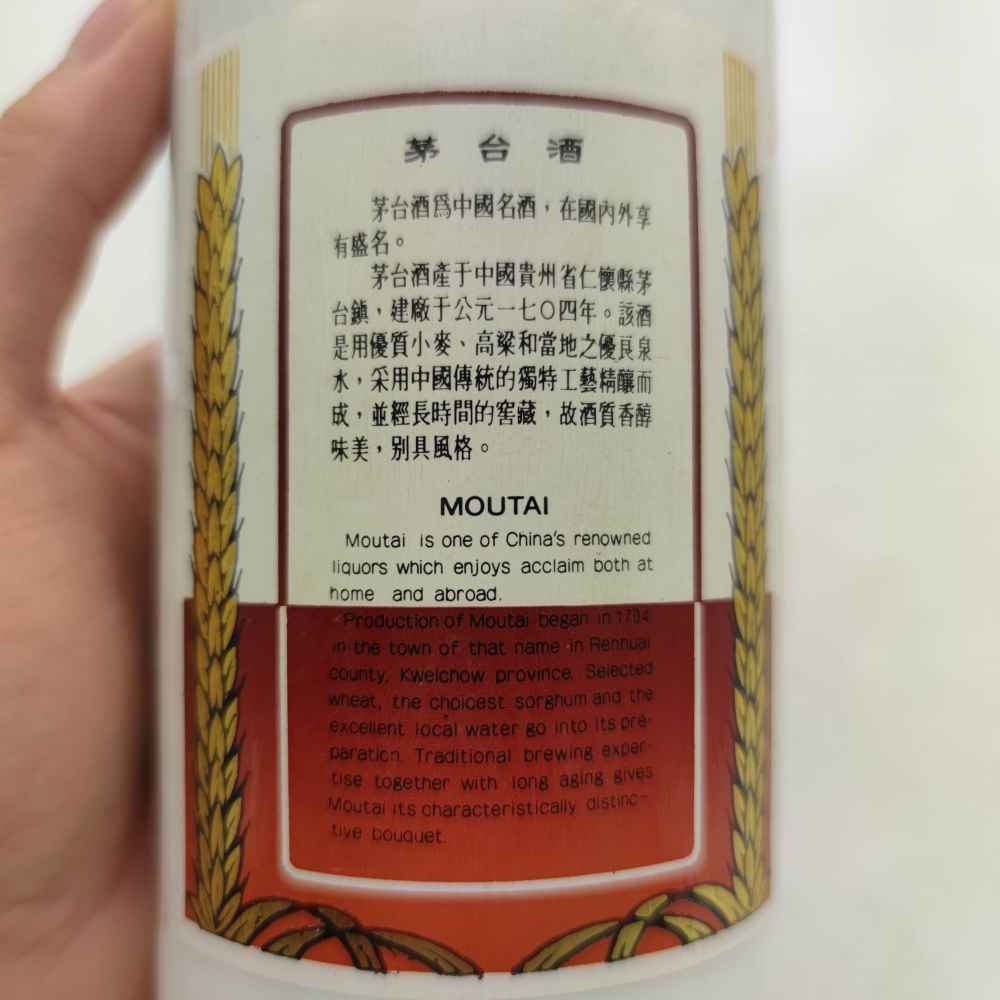 茅台酒
茅台酒爲中國名酒，在國內外享
有盛名。
茅台酒產于中國貴州省仁懷縣茅
台鎮，建廠于公元一七〇四年。該酒
是用優質小麥、高粱和當地之優良泉
水，采用中國傳統的獨特工藝精釀而
成，並經長時間的窖藏，故酒質香醇
味美，別具風格。
MOUTAI
Moutai is one of China's renowned
liquors which enjoys acclaim both at
home and abroad.
Production of Moutai began in 1704
in the town of that name in Rennuai
county, Kweichow province. Selected
wheat, the choicest sorghum and the
excellent local water go into its pre-
paration. Traditional brewing exper-
tise together with long aging gives
Moutai its characteristically distinc-
tive bouquet.